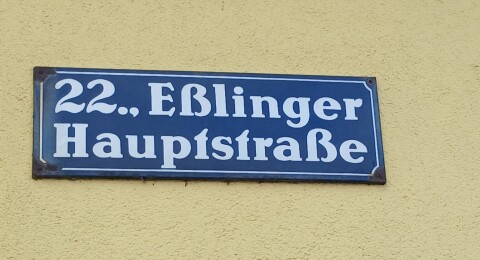 22., Eßlinger
Hauptstraße